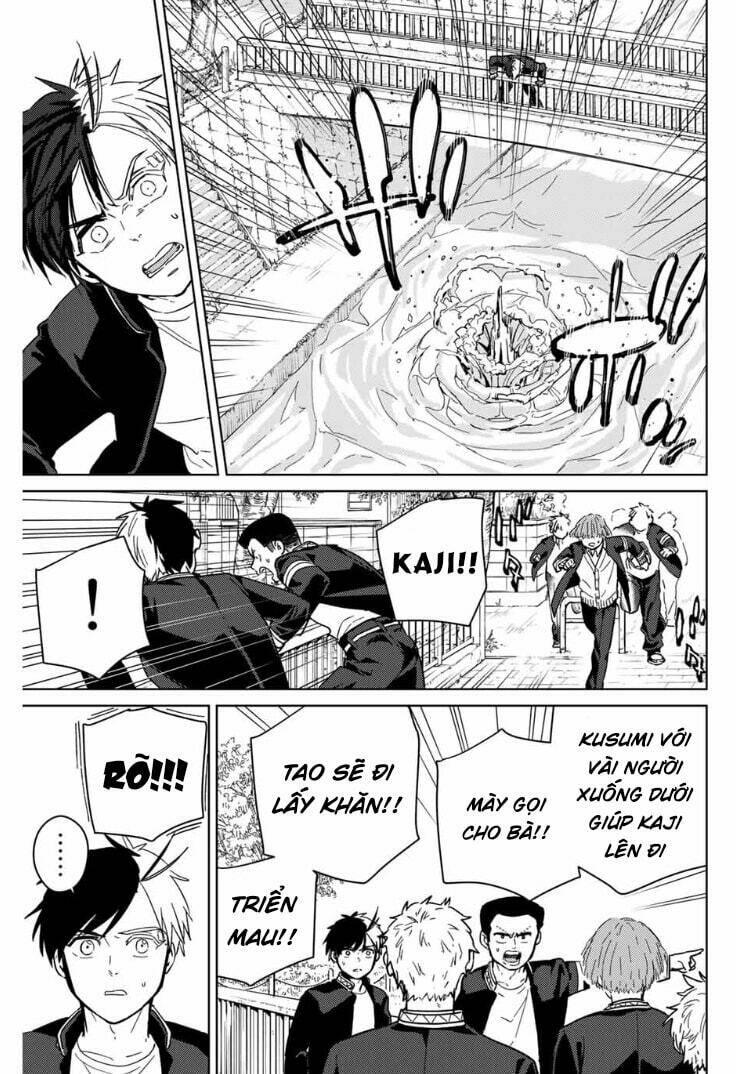 KAJI!!
!
KUSUMI VỚI
VÀI NGƯỜI
XUỐNG DƯỚI
GIÚP KAJI
LÊN ĐI
MÀY GỌI
CHO BÀ!!
TAO SẼ ĐI
LẤY KHĂN!!
TRIỂN
MAU!!
RÕ!!!
......